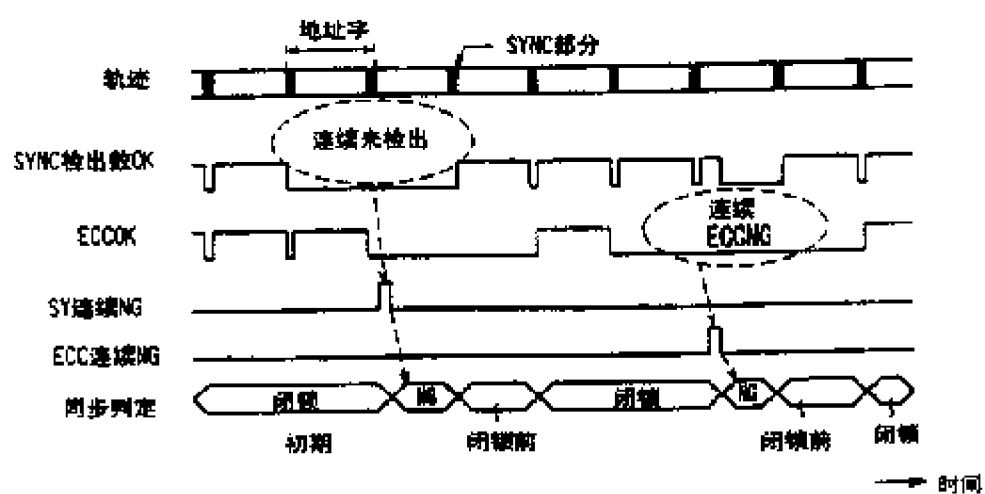 地址字
SYNC部分
轨迹
连续未检出
SYNC检出数OK
连续
ECCNG
ECCOK
SY连续NG
ECC连续NG
同步判定
闭锁
NG
闭锁
NG
初期
闭锁前
闭锁前
闭锁
时间